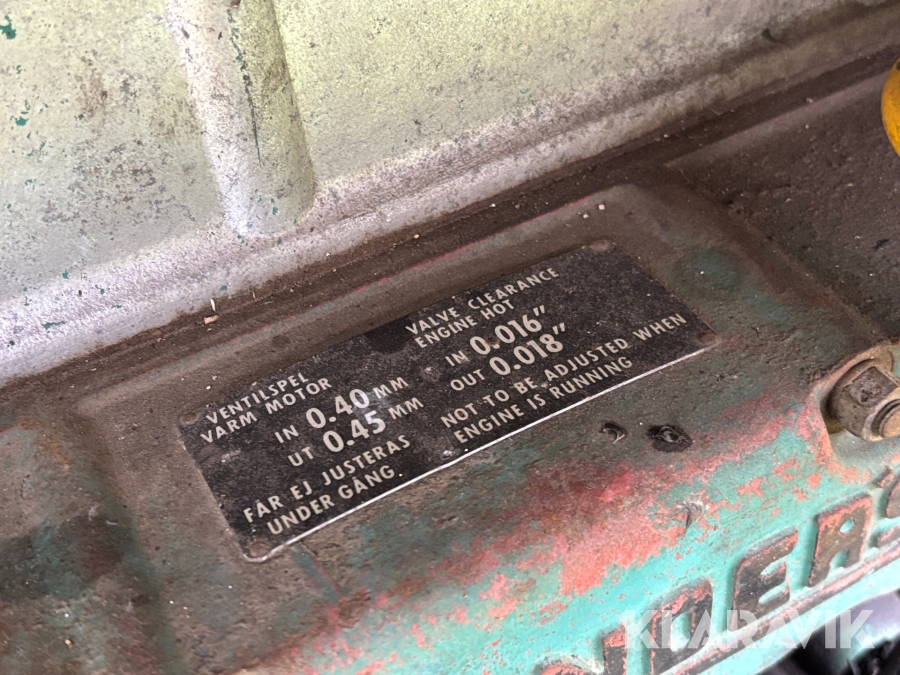 VENTILSPEL
VARM MOTOR
IN 0.40 MM
UT 0.45 MM
FÅR EJ JUSTERAS
UNDER GÅNG.
VALVE CLEARANCE
ENGINE HOT
IN 0.016"
OUT 0.018"
NOT TO BE ADJUSTED WHEN
ENGINE IS RUNNING
KLARAVIK